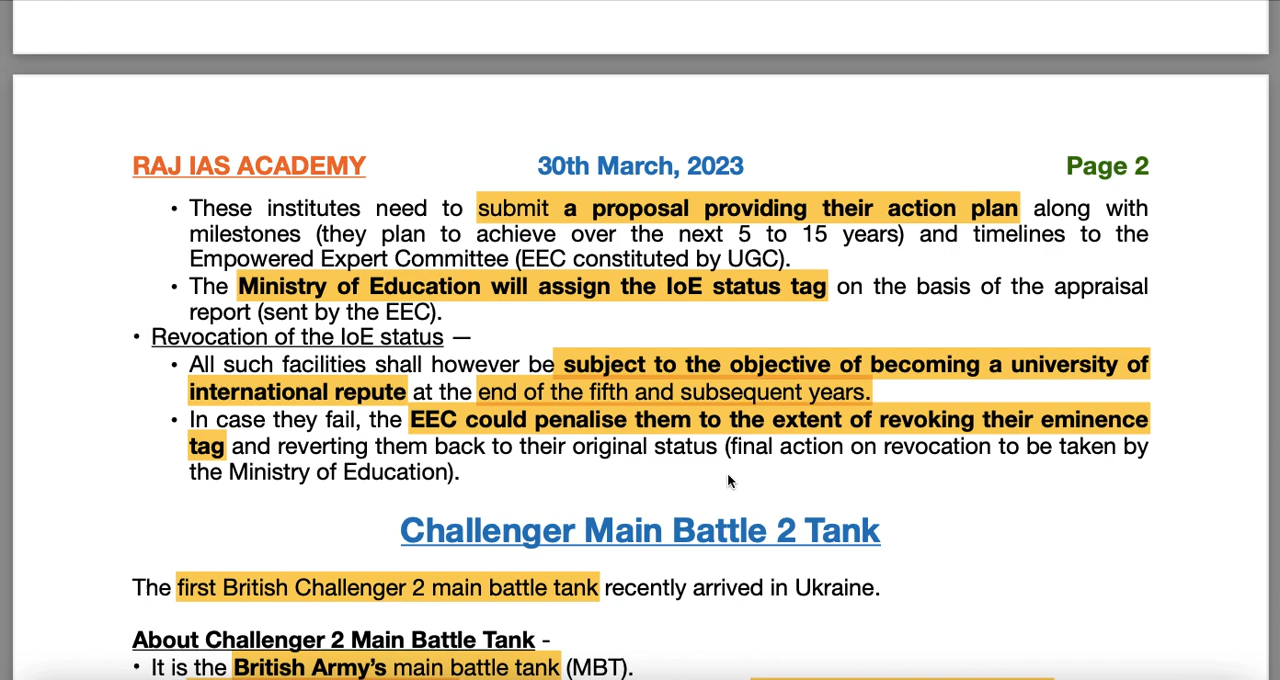 RAJ IAS ACADEMY 30th March, 2023 Page 2
• These institutes need to submit a proposal providing their action plan along with
milestones (they plan to achieve over the next 5 to 15 years) and timelines to the
Empowered Expert Committee (EEC constituted by UGC).
• The Ministry of Education will assign the IoE status tag on the basis of the appraisal
report (sent by the EEC).
• Revocation of the IoE status —
• All such facilities shall however be subject to the objective of becoming a university of
international repute at the end of the fifth and subsequent years.
• In case they fail, the EEC could penalise them to the extent of revoking their eminence
tag and reverting them back to their original status (final action on revocation to be taken by
the Ministry of Education).
Challenger Main Battle 2 Tank
The first British Challenger 2 main battle tank recently arrived in Ukraine.
About Challenger 2 Main Battle Tank -
• It is the British Army’s main battle tank (MBT).